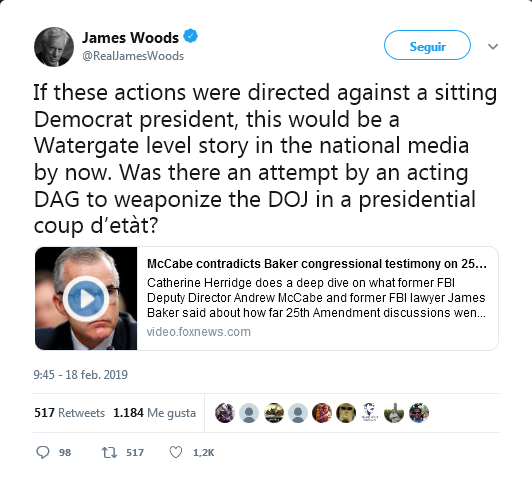 James Woods
@RealJamesWoods
Seguir
If these actions were directed against a sitting
Democrat president, this would be a
Watergate level story in the national media
by now. Was there an attempt by an acting
DAG to weaponize the DOJ in a presidential
coup d’etàt?
McCabe contradicts Baker congressional testimony on 25...
Catherine Herridge does a deep dive on what former FBI
Deputy Director Andrew McCabe and former FBI lawyer James
Baker said about how far 25th Amendment discussions wen...
video.foxnews.com
9:45 - 18 feb. 2019
517 Retweets 1.184 Me gusta
98 517 1,2K